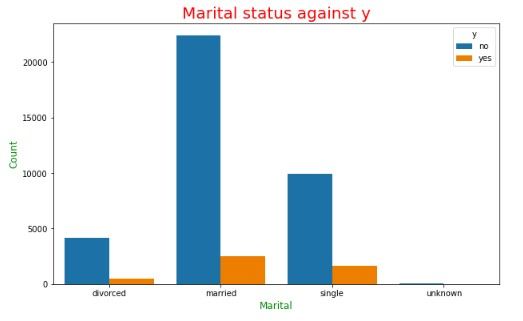 Marital status against y
y
no
yes
20000
15000
10000
5000
0
Count
divorced married single unknown
Marital